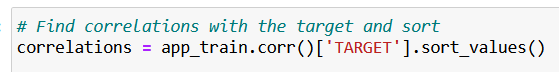 # Find correlations with the target and sort
correlations = app_train.corr()['TARGET'].sort_values()